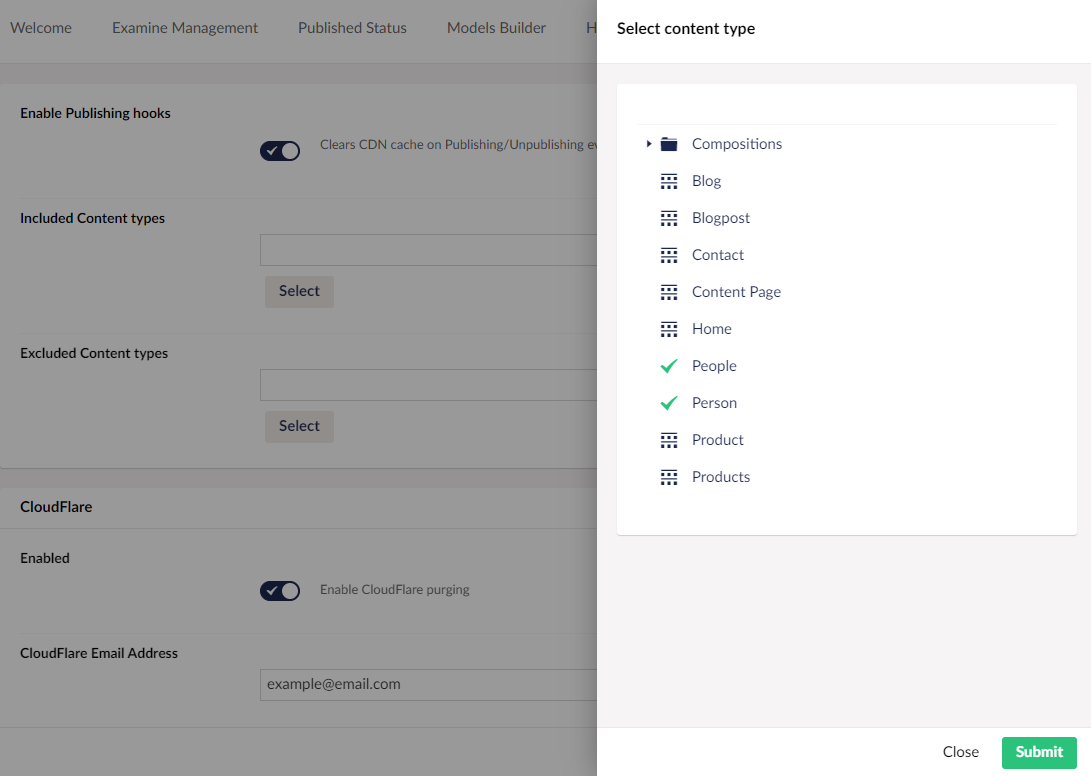 Welcome
Examine Management
Published Status
Models Builder
Enable Publishing hooks
Clears CDN cache on Publishing/Unpublishing
Included Content types
Select
Excluded Content types
Select
CloudFlare
Enabled
Enable CloudFlare purging
CloudFlare Email Address
example@email.com
Select content type
Compositions
Blog
Blogpost
Contact
Content Page
Home
People
Person
Product
Products
Close
Submit